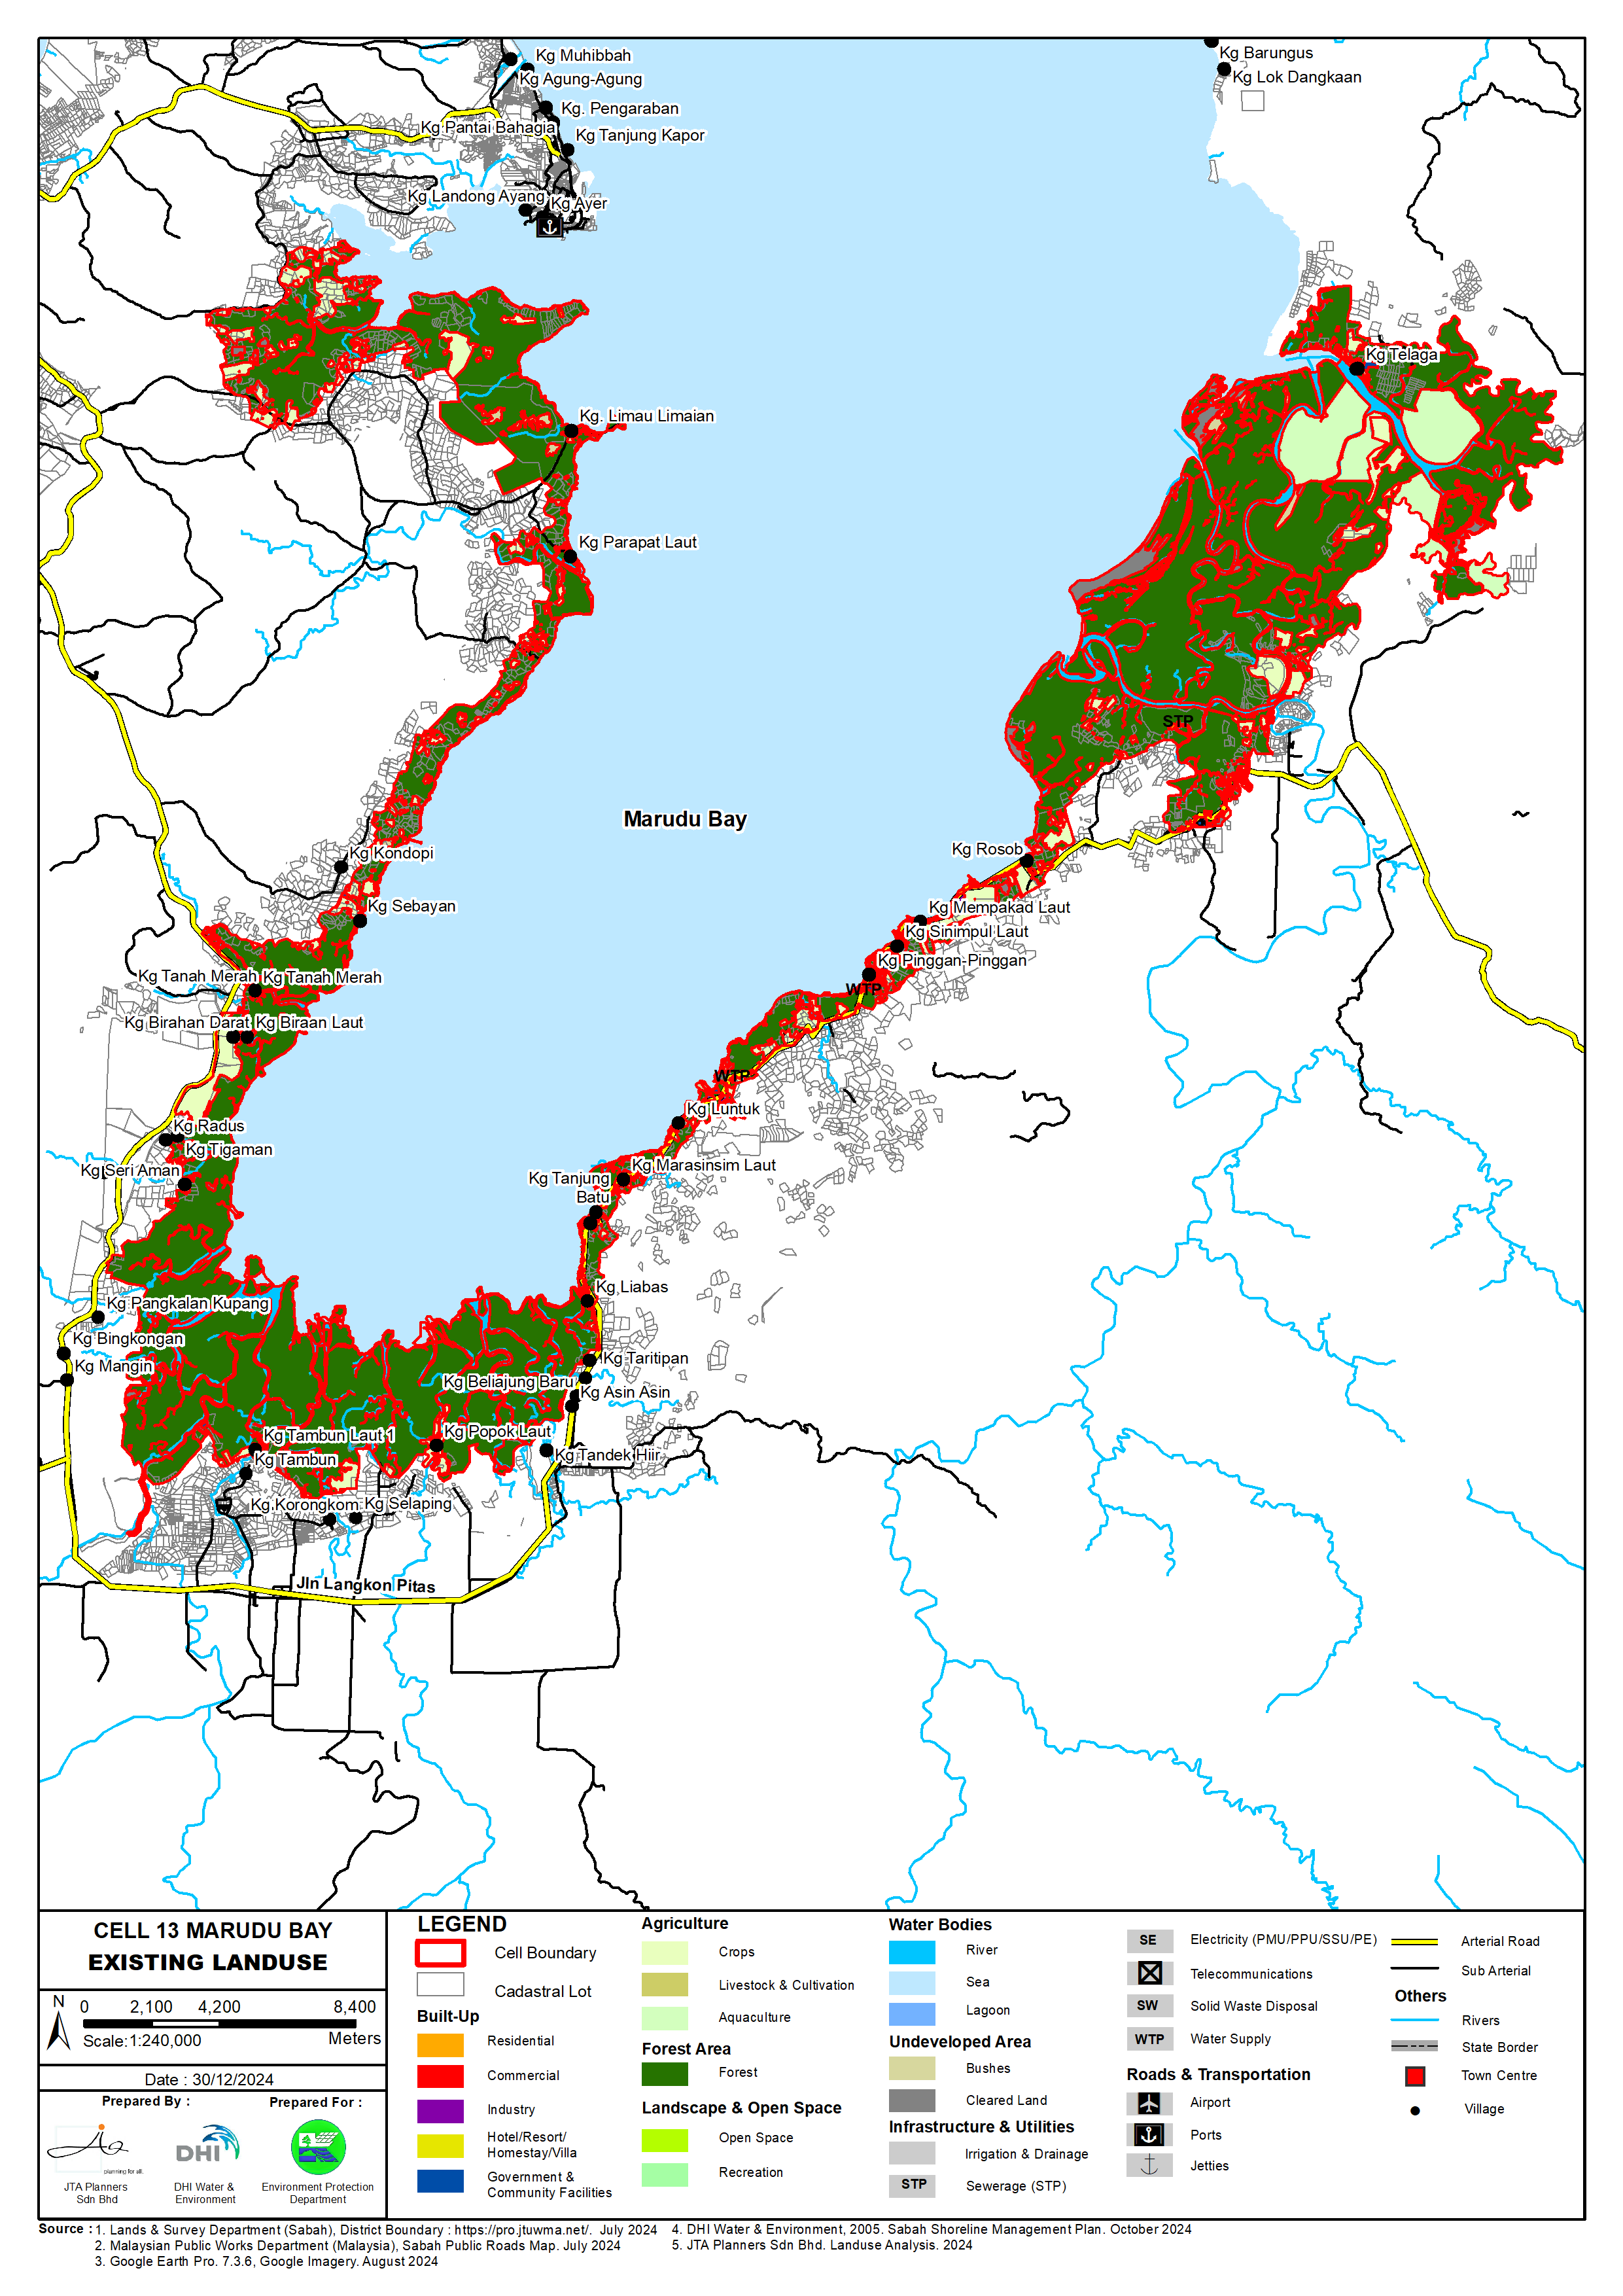 Kg Muhibbah
Kg Agung-Agung
Kg. Pengaraban
Kg Pantai Bahagia
Kg Tanjung Kapor
Kg Landong Ayang
Kg Ayer
Kg Barungus
Kg Lok Dangkaan
Kg Telaga
Kg. Limau Limaian
Kg Parapat Laut
STP
Marudu Bay
Kg Kondopi
Kg Rosob
Kg Sebayan
Kg Mempakad Laut
Kg Sinimpul Laut
Kg Pinggan-Pinggan
WTP
Kg Tanah Merah
Kg Tanah Merah
Kg Birahan Darat
Kg Biraan Laut
WTP
Kg Luntuk
Kg Radus
Kg Tigaman
Kg Seri Aman
Kg Marasinsim Laut
Kg Tanjung
Batu
Kg Liabas
Kg Pangkalan Kupang
Kg Bingkongan
Kg Mangin
Kg Taritipan
Kg Beliajung Baru
Kg Asin Asin
Kg Tambun Laut 1
Kg Popok Laut
Kg Tambun
Kg Tandek Hiir
Kg Korongkom
Kg Selaping
Jln Langkon Pitas
CELL 13 MARUDU BAY
EXISTING LANDUSE
N
0 2,100 4,200 8,400
Scale:1:240,000 Meters
Date : 30/12/2024
Prepared By :
Prepared For :
planning for all.
DHI
JTA Planners
Sdn Bhd
DHI Water &
Environment
Environment Protection
Department
LEGEND
Cell Boundary
Cadastral Lot
Built-Up
Residential
Commercial
Industry
Hotel/Resort/
Homestay/Villa
Government &
Community Facilities
Agriculture
Crops
Livestock & Cultivation
Aquaculture
Forest Area
Forest
Landscape & Open Space
Open Space
Recreation
Water Bodies
River
Sea
Lagoon
Undeveloped Area
Bushes
Cleared Land
Infrastructure & Utilities
Irrigation & Drainage
STP Sewerage (STP)
SE Electricity (PMU/PPU/SSU/PE)
Telecommunications
SW Solid Waste Disposal
WTP Water Supply
Roads & Transportation
Airport
Ports
Jetties
Arterial Road
Sub Arterial
Others
Rivers
State Border
Town Centre
Village
Source : 1. Lands & Survey Department (Sabah), District Boundary : https://pro.jtuwma.net/. July 2024
2. Malaysian Public Works Department (Malaysia), Sabah Public Roads Map. July 2024
3. Google Earth Pro. 7.3.6, Google Imagery. August 2024
4. DHI Water & Environment, 2005. Sabah Shoreline Management Plan. October 2024
5. JTA Planners Sdn Bhd. Landuse Analysis. 2024